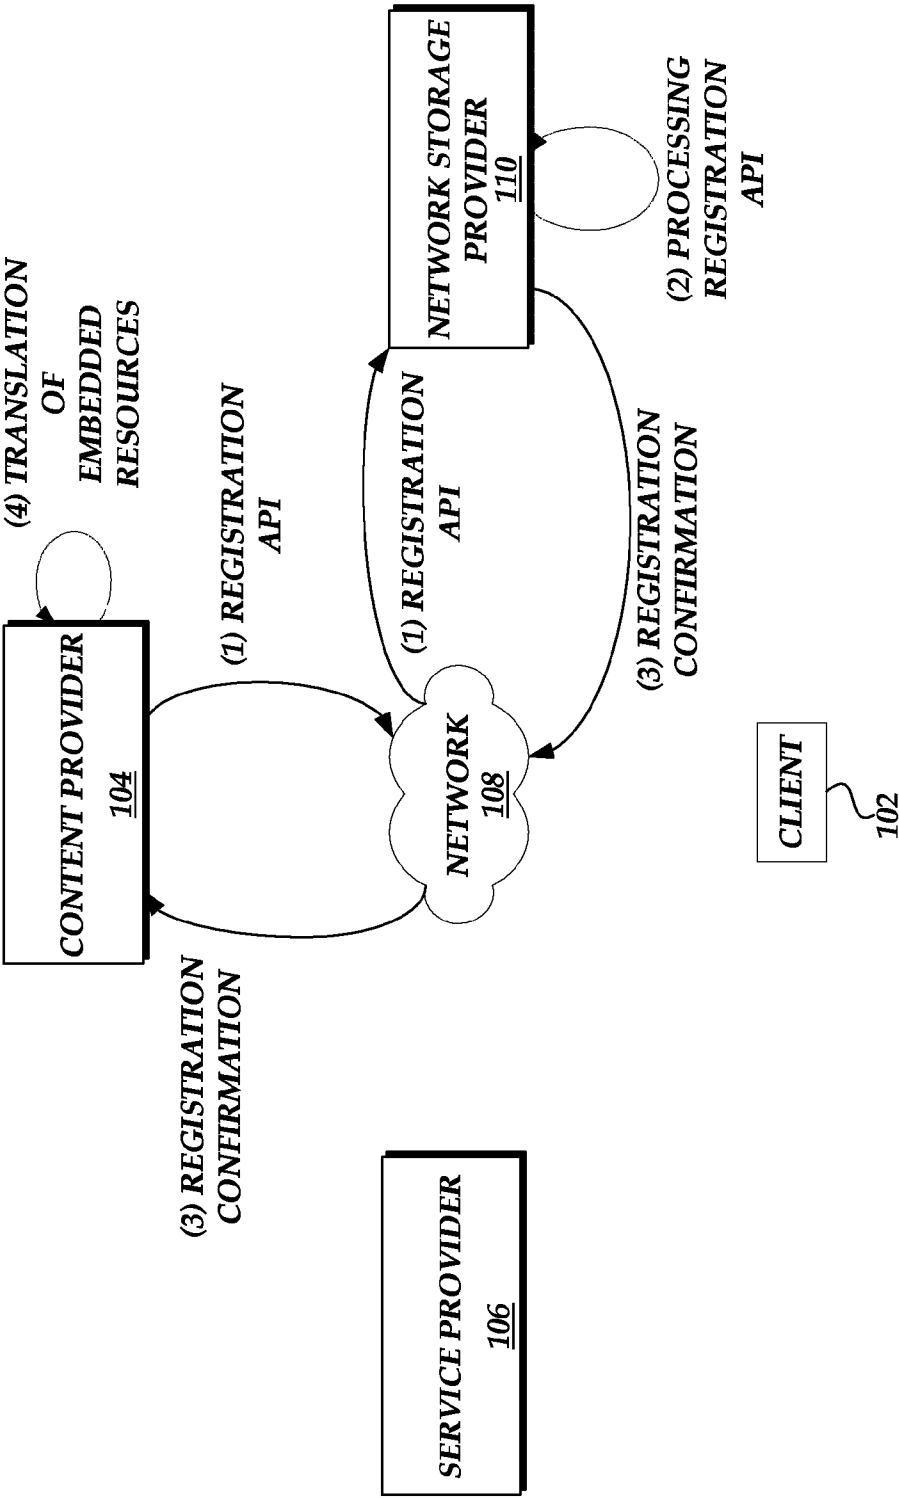 (4) TRANSLATION
OF
EMBEDDED
RESOURCES
CONTENT PROVIDER
104
(3) REGISTRATION
CONFIRMATION
(1) REGISTRATION
API
SERVICE PROVIDER
106
NETWORK
108
(1) REGISTRATION
API
NETWORK STORAGE
PROVIDER
110
(3) REGISTRATION
CONFIRMATION
(2) PROCESSING
REGISTRATION
API
CLIENT
102